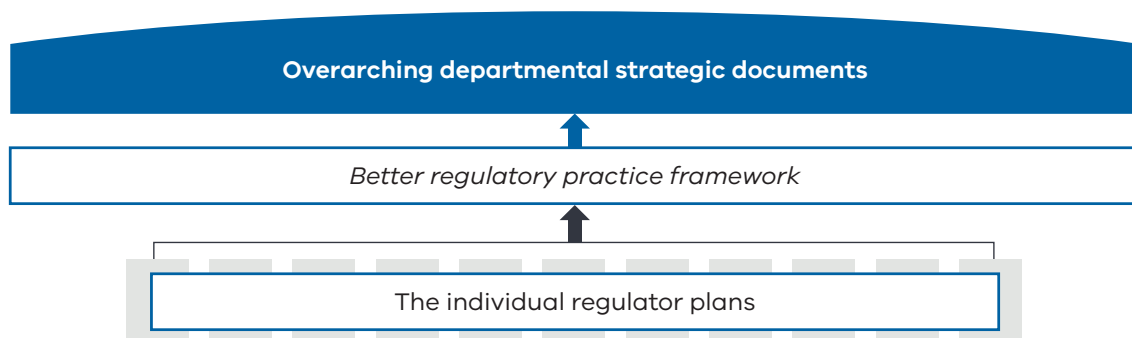 Overarching departmental strategic documents
Better regulatory practice framework
The individual regulator plans